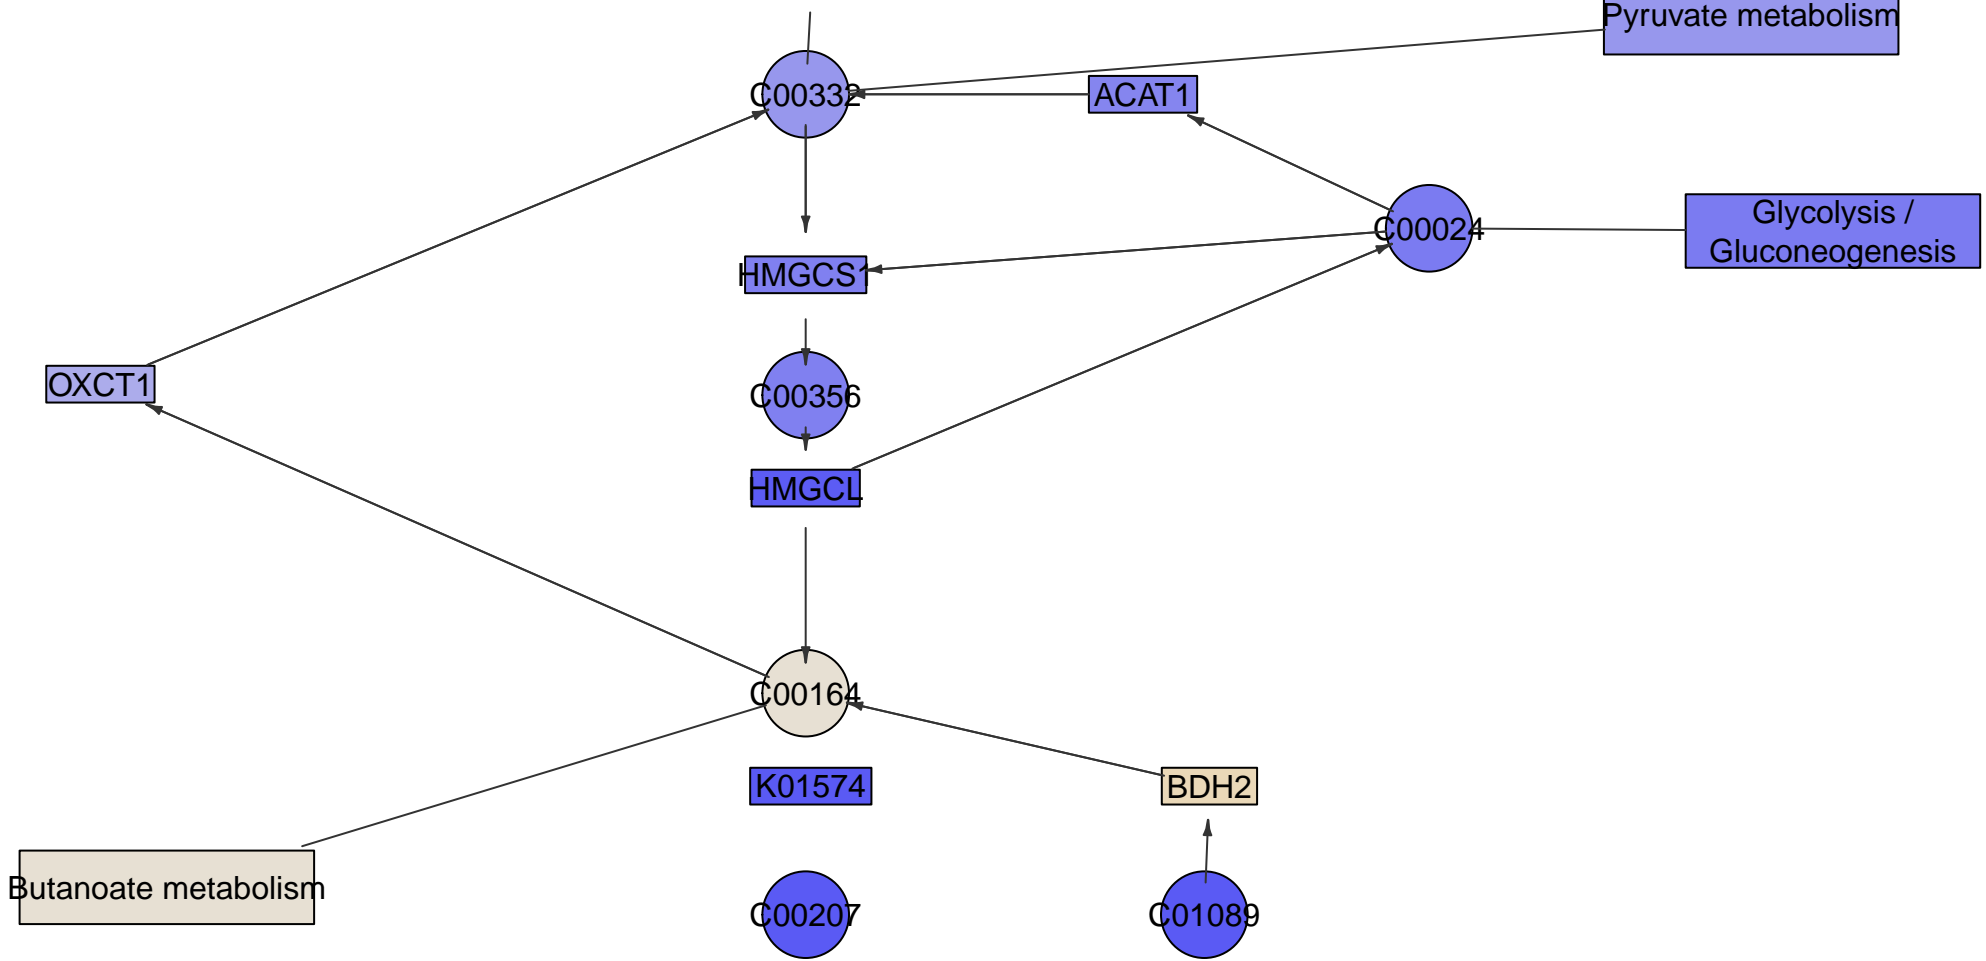 Pyruvate metabolism
C00332
ACAT1
C00024
Glycolysis /
Gluconeogenesis
HMGCS1
OXCT1
C00356
HMGCL
C00164
K01574
BDH2
Butanoate metabolism
C00207
C01089